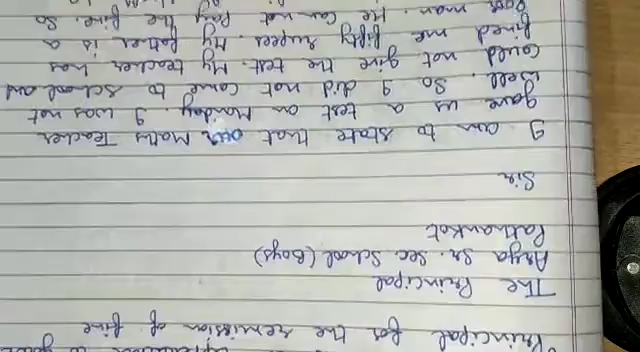 Principal for the remission of fine
The Principal
Arya Sr. Sec. School (Boys)
Pathankot
Sir
I am to state that our Maths Teacher
gave us a test on Monday. I was not
well. So I did not come to school and
could not give the test. My teacher has
fined me fifty rupees. My father is a
poor man. He can not pay the fine. So